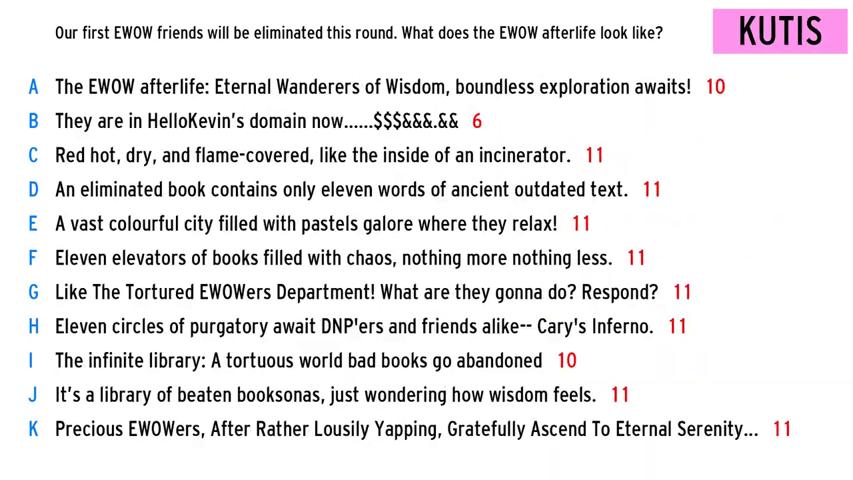 Our first EWOW friends will be eliminated this round. What does the EWOW afterlife look like?
KUTIS
A The EWOW afterlife: Eternal Wanderers of Wisdom, boundless exploration awaits! 10
B They are in HelloKevin's domain now......$$$&&&.&& 6
C Red hot, dry, and flame-covered, like the inside of an incinerator. 11
D An eliminated book contains only eleven words of ancient outdated text. 11
E A vast colourful city filled with pastels galore where they relax! 11
F Eleven elevators of books filled with chaos, nothing more nothing less. 11
G Like The Tortured EWOWers Department! What are they gonna do? Respond? 11
H Eleven circles of purgatory await DNP'ers and friends alike-- Cary's Inferno. 11
I The infinite library: A tortuous world bad books go abandoned 10
J It's a library of beaten booksonas, just wondering how wisdom feels. 11
K Precious EWOWers, After Rather Lousily Yapping, Gratefully Ascend To Eternal Serenity... 11